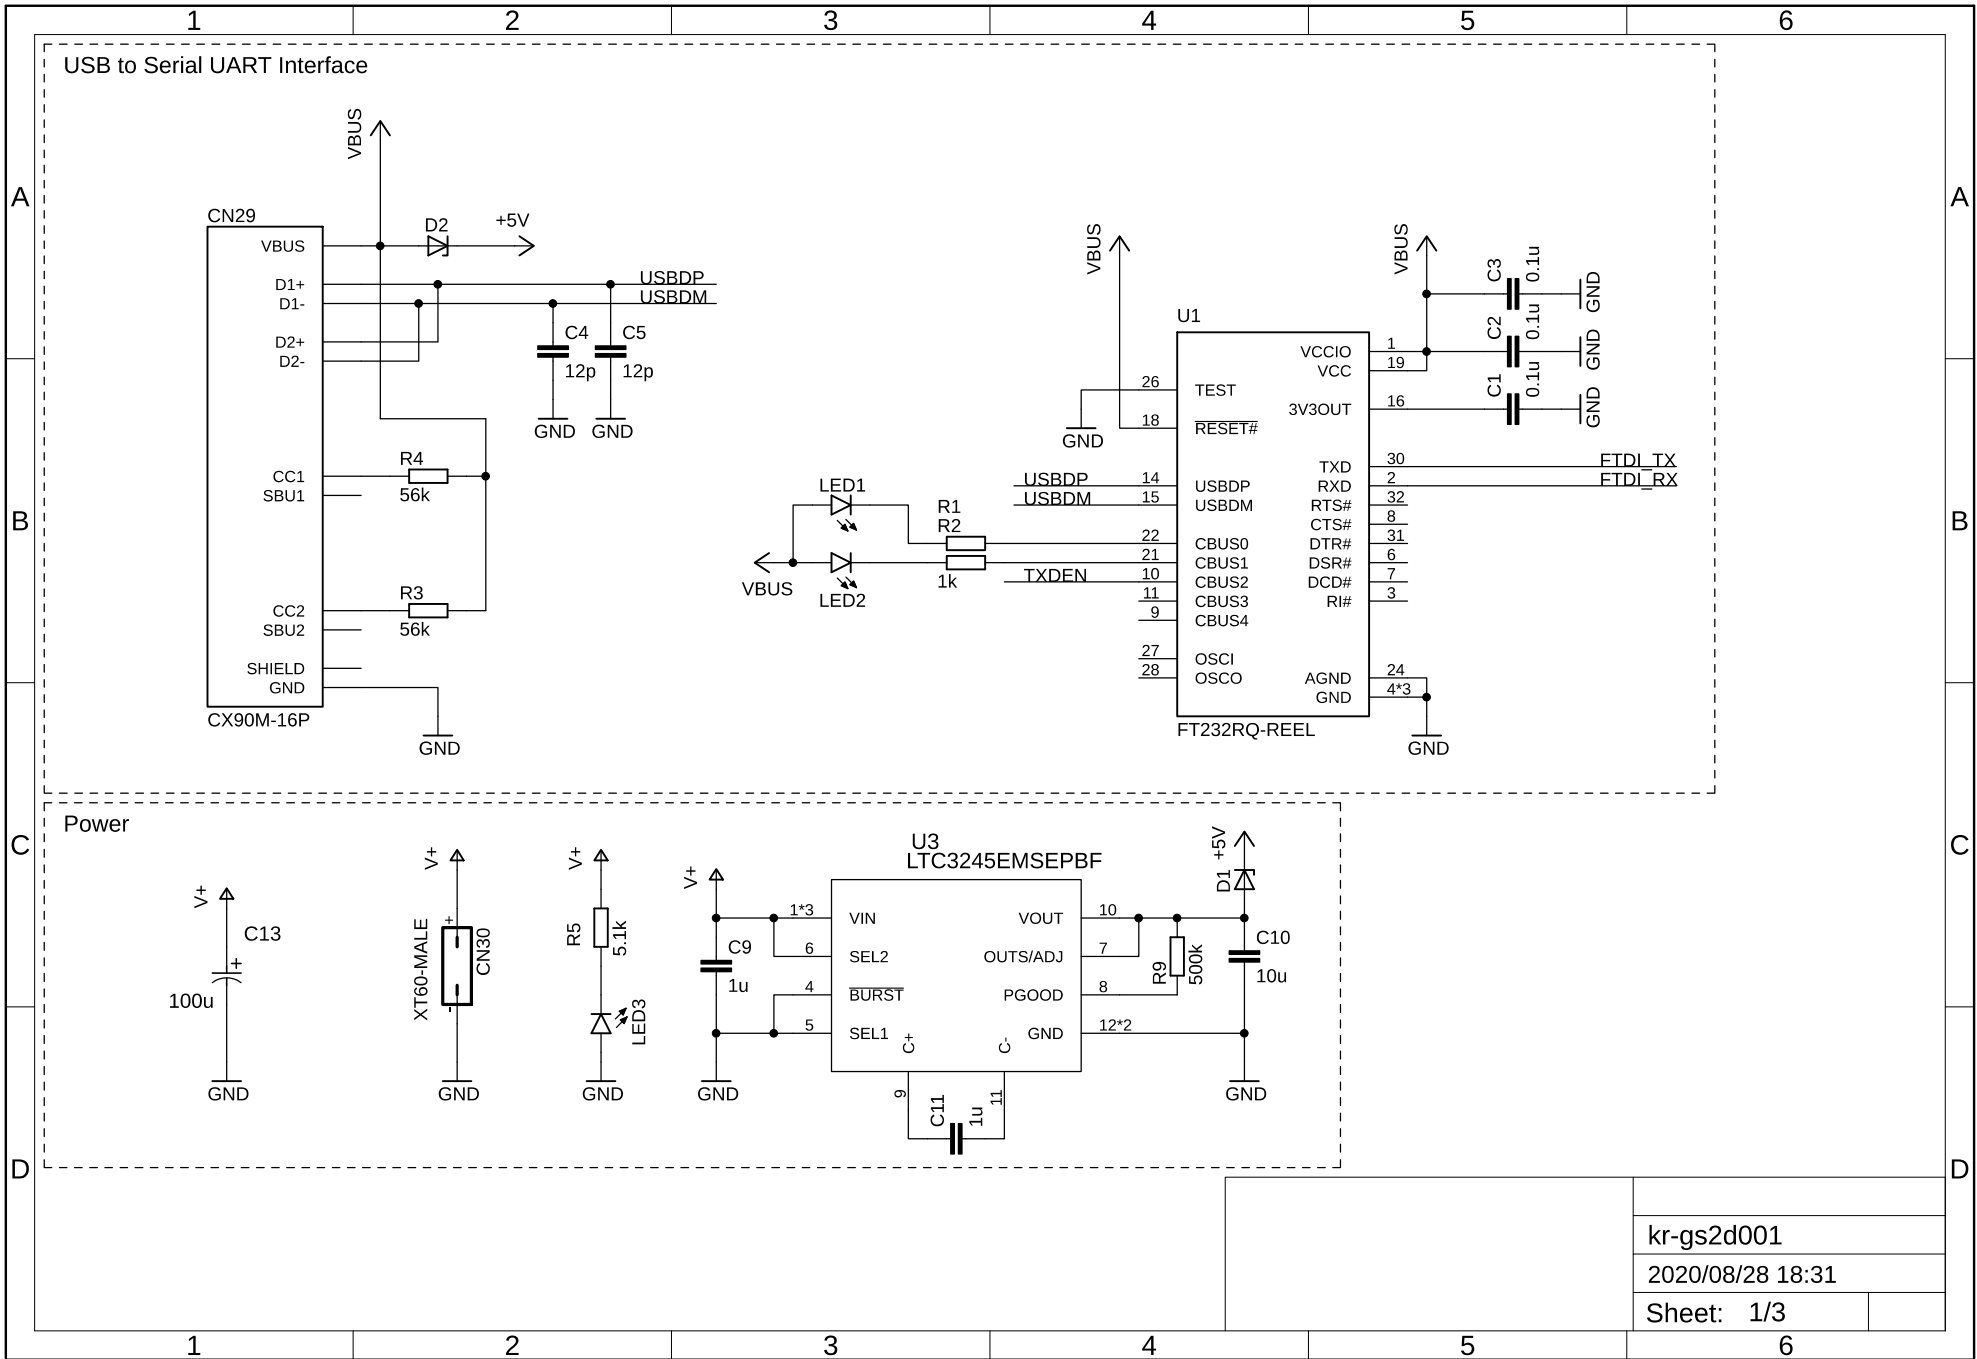 1 2 3 4 5 6
A A
B B
C C
D D
USB to Serial UART Interface
VBUS
CN29
VBUS
D2
+5V
D1+
D1-
USBDP
USBDM
D2+
D2-
C4
12p
C5
12p
GND
GND
CC1
SBU1
R4
56k
CC2
SBU2
R3
56k
SHIELD
GND
CX90M-16P
GND
LED1
LED2
VBUS
R1
R2
1k
VBUS
GND
USBDP
USBDM
TXDEN
U1
26 TEST
18 RESET#
14 USBDP
15 USBDM
22 CBUS0
21 CBUS1
10 CBUS2
11 CBUS3
9 CBUS4
27 OSCI
28 OSCO
VCCIO 1
VCC 19
3V3OUT 16
TXD 30
RXD 2
RTS# 32
CTS# 8
DTR# 31
DSR# 6
DCD# 7
RI# 3
AGND 24
GND 4*3
FT232RQ-REEL
GND
VBUS
C3
0.1u
GND
C2
0.1u
GND
C1
0.1u
GND
FTDI_TX
FTDI_RX
Power
V+
C13
+
100u
GND
V+
XT60-MALE
+
-
CN30
GND
V+
R5
5.1k
LED3
GND
V+
C9
1u
GND
U3
LTC3245EMSEPBF
1*3 VIN
6 SEL2
4 BURST
5 SEL1
VOUT 10
OUTS/ADJ 7
PGOOD 8
GND 12*2
C+
C-
9
11
C11
1u
R9
500k
D1
+5V
C10
10u
GND
kr-gs2d001
2020/08/28 18:31
Sheet: 1/3
1 2 3 4 5 6